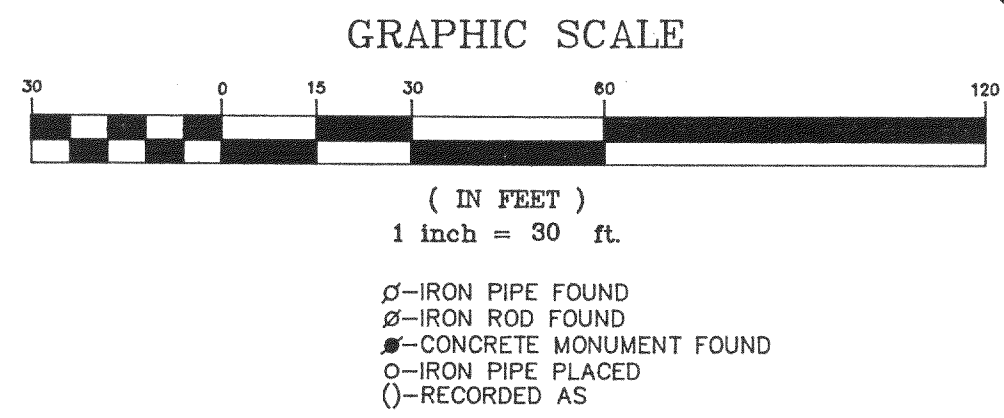 GRAPHIC SCALE
30 0 15 30 60 120
( IN FEET )
1 inch = 30 ft.
Ø-IRON PIPE FOUND
Ø-IRON ROD FOUND
-CONCRETE MONUMENT FOUND
O-IRON PIPE PLACED
()-RECORDED AS